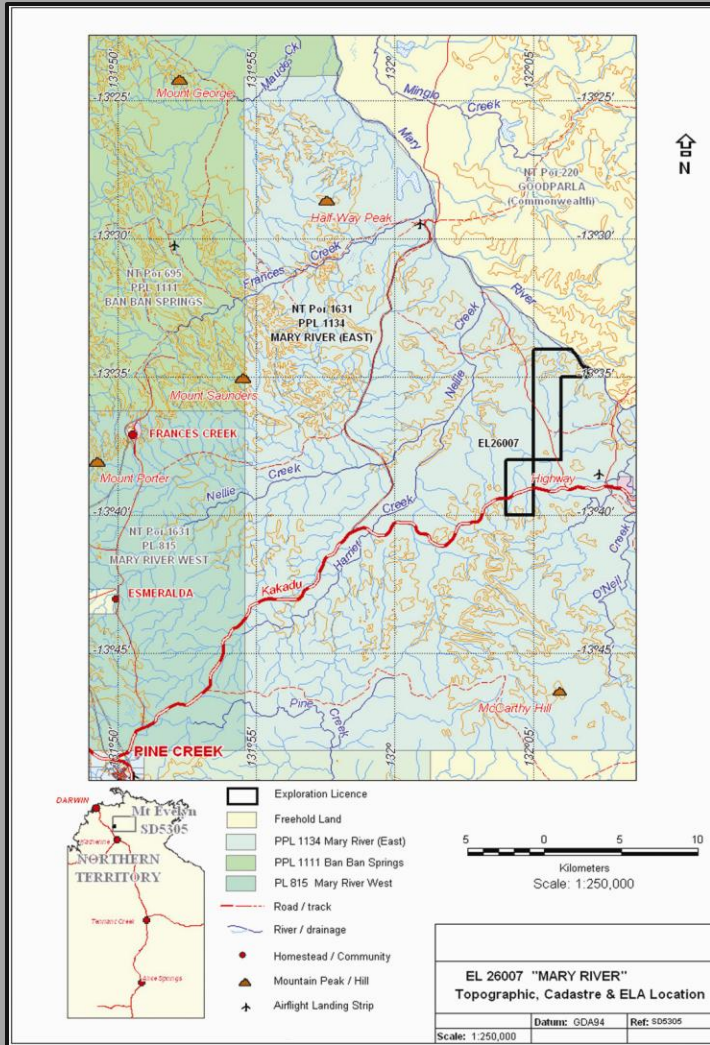 131°50'
131°55'
132°
132°05'
-13°25'
-13°25'
Mount George
Maude Ck
Mary
Minglo
Creek
NT Por 220
GOODPARLA
(Commonwealth)
N
Half-Way Peak
-13°30'
-13°30'
NT Por 695
PPL 1111
BAN BAN SPRINGS
Frances Creek
NT Por 1631
PPL 1134
MARY RIVER (EAST)
River
Creek
Nellie
-13°35'
-13°35'
Mount Saunders
FRANCES CREEK
EL26007
Mount Porter
Nellie Creek
Highway
-13°40'
-13°40'
NT Por 1631
PL 815
MARY RIVER WEST
Creek
Harrier
Kakadu
O'Neil Creek
ESMERALDA
-13°45'
-13°45'
Pine Creek
McCarthy Hill
131°50'
131°55'
132°
132°05'
PINE CREEK
DARWIN
Mt Evelyn
SD5305
Katherine
NORTHERN
TERRITORY
Tennant Creek
Alice Springs
Exploration Licence
Freehold Land
PPL 1134 Mary River (East)
PPL 1111 Ban Ban Springs
PL 815 Mary River West
Road / track
River / drainage
Homestead / Community
Mountain Peak / Hill
Airflight Landing Strip
5 0 5 10
Kilometers
Scale: 1:250,000
EL 26007 "MARY RIVER"
Topographic, Cadastre & ELA Location
Datum: GDA94
Ref: SD5305
Scale: 1:250,000